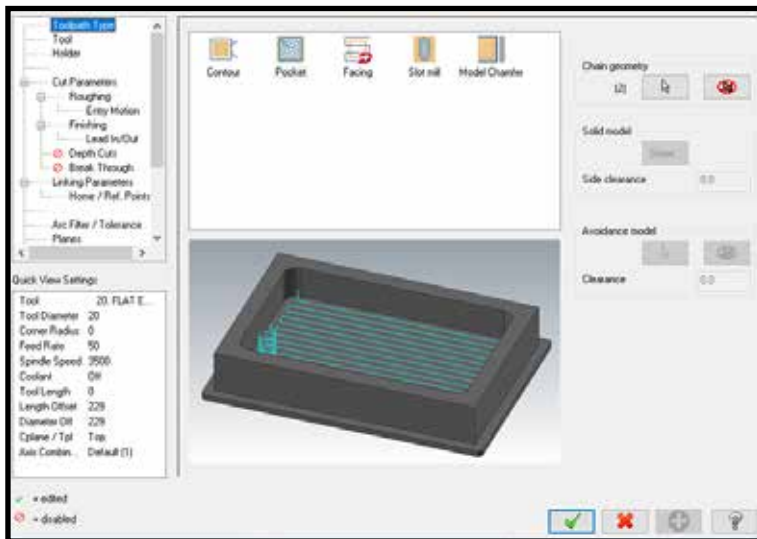 Toolpath Type
Tool
Holder
Cut Parameters
Roughing
Entry Motion
Finishing
Lead In/Out
Depth Cuts
Break Through
Linking Parameters
Home / Ref. Points
Arc Filter / Tolerance
Planes
Quick View Settings
Tool 20. FLAT E...
Tool Diameter 20
Corner Radius 0
Feed Rate 50
Spindle Speed 3500
Coolant Off
Tool Length 0
Length Offset 229
Diameter Off 229
Cplane / Tpl Top
Axis Combin... Default (1)
= edited
= disabled
Contour Pocket Facing Slot mill Model Chamfer
Chain geometry
(2)
Solid model
Side clearance 0.0
Avoidance model
Clearance 0.0